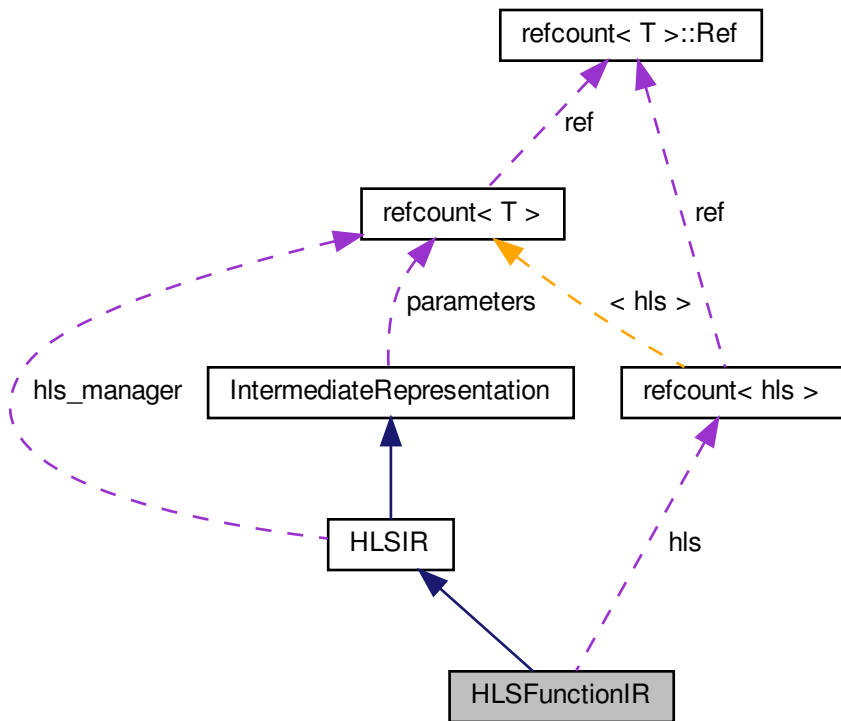 refcount< T >::Ref
ref
refcount< T >
ref
parameters
< hls >
IntermediateRepresentation
refcount< hls >
hls_manager
HLSIR
hls
HLSFunctionIR